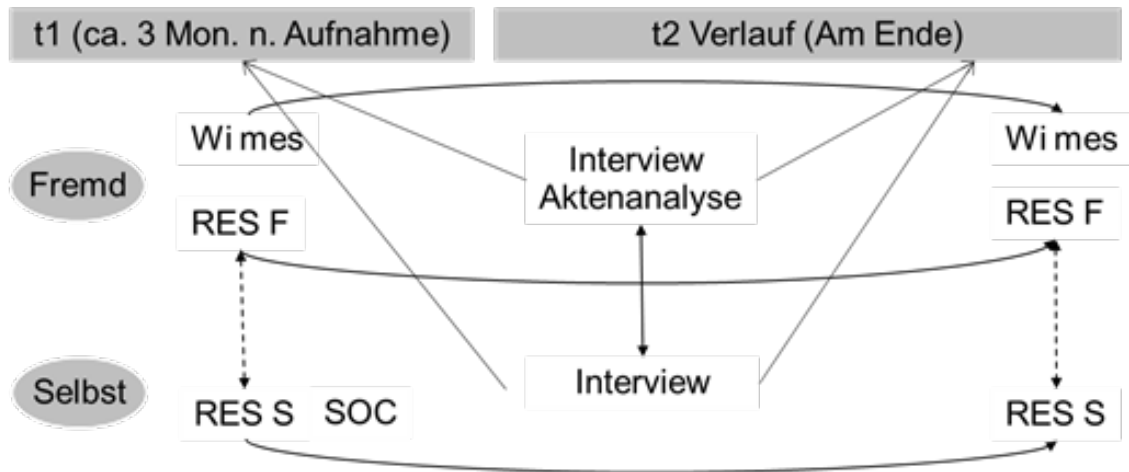 t1 (ca. 3 Mon. n. Aufnahme)
t2 Verlauf (Am Ende)
Wi mes
Wi mes
Fremd
Interview
Aktenanalyse
RES F
RES F
Selbst
Interview
RES S
SOC
RES S